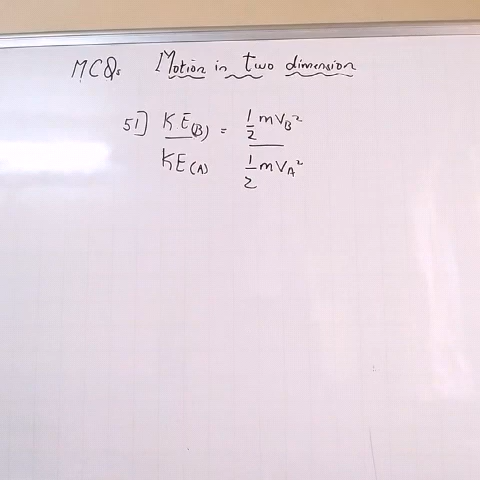 MCQs Motion in two dimension
51] KE(B) = 1/2 mVB²
KE(A) 1/2 mVA²